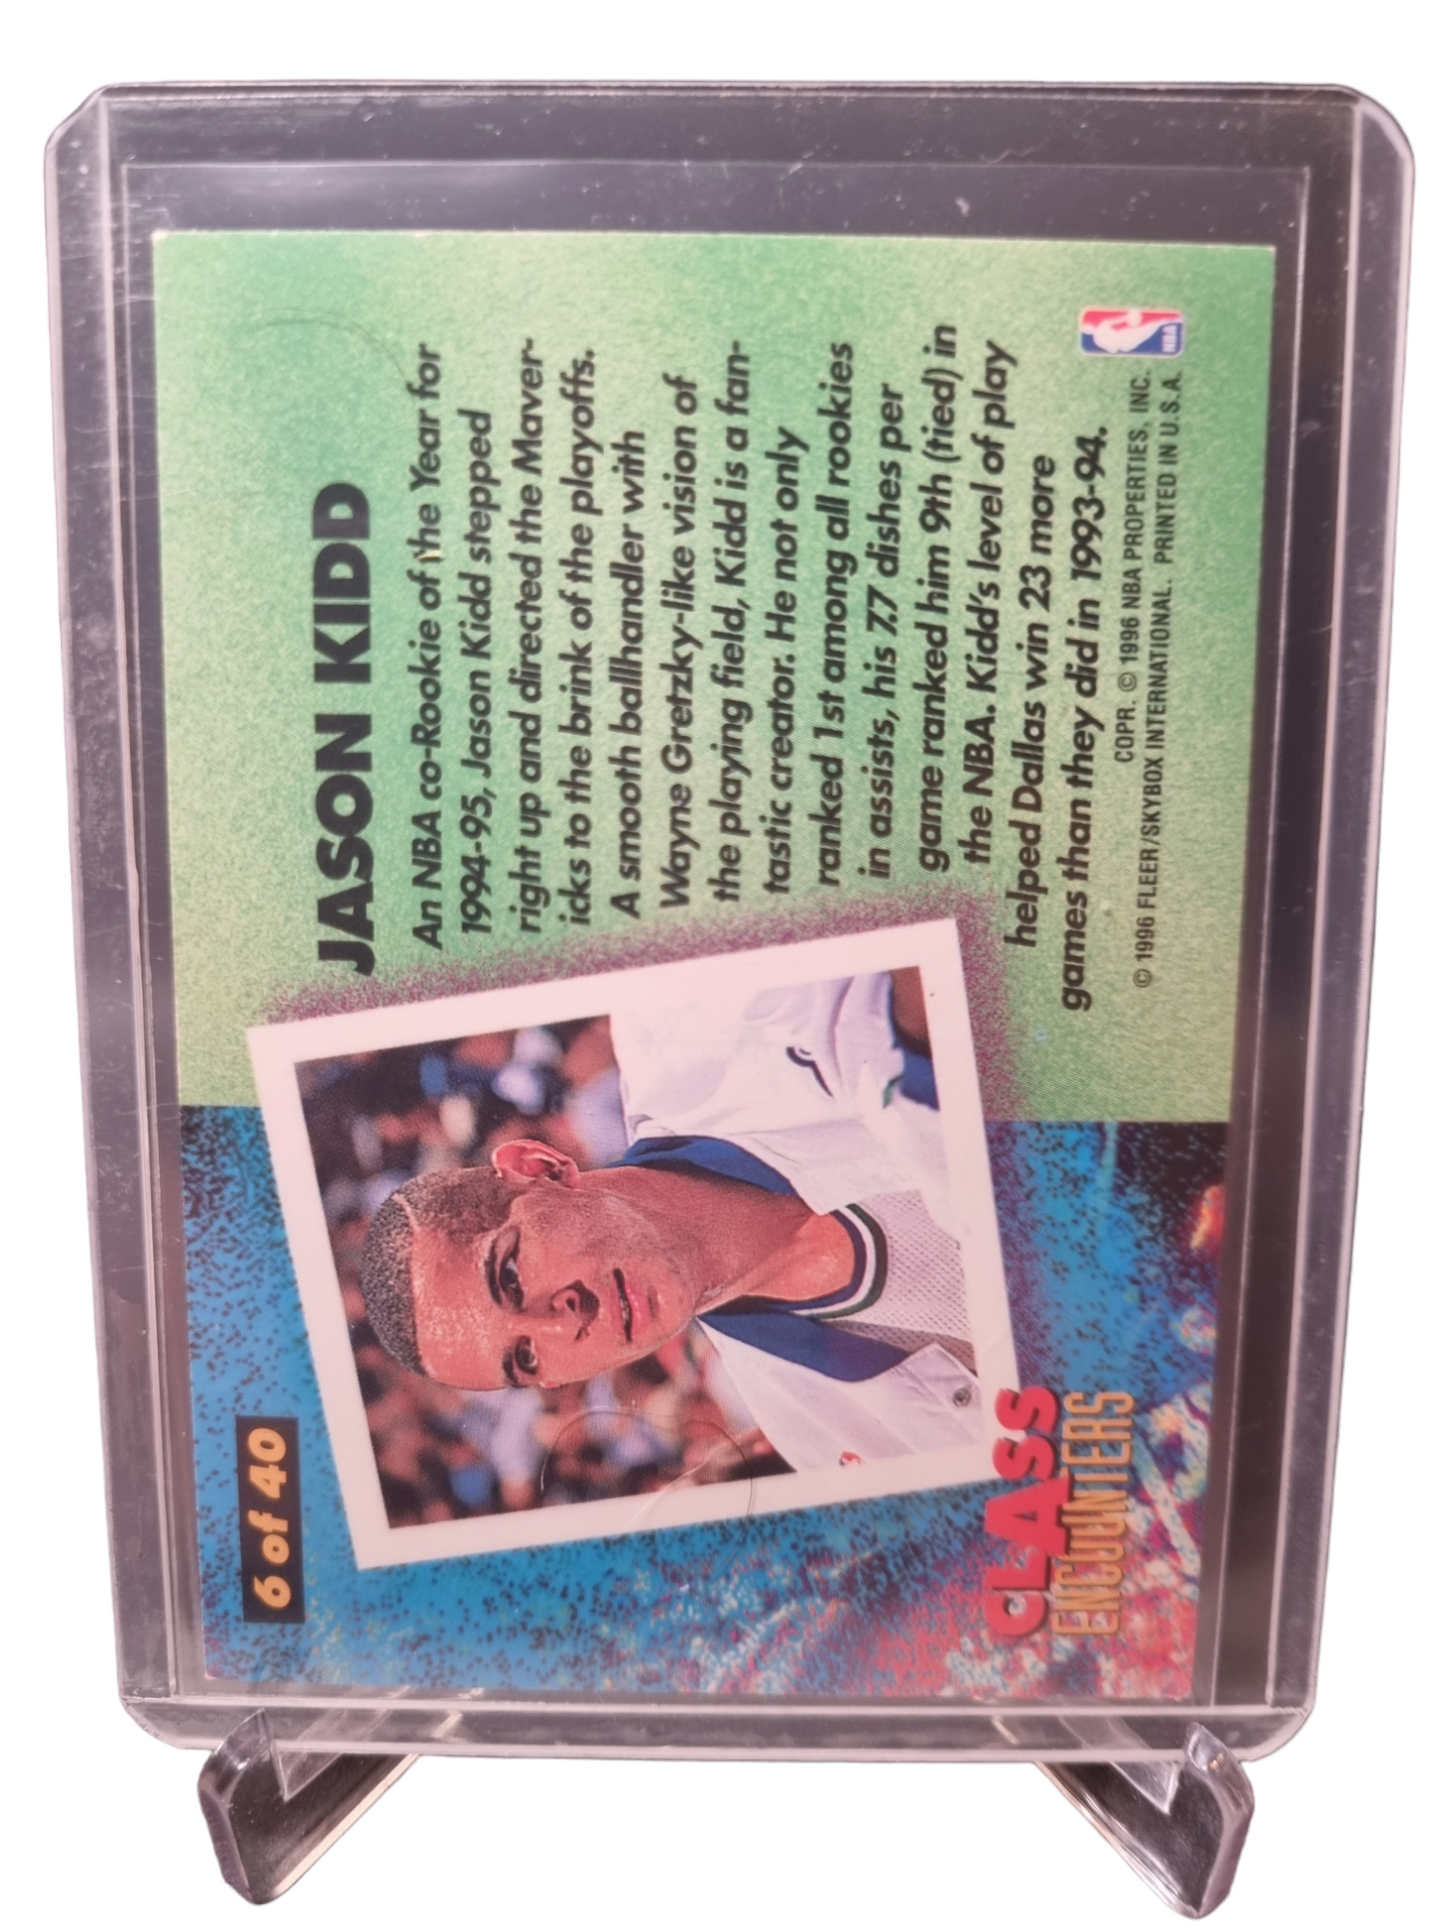 6 of 40
JASON KIDD
An NBA co-Rookie of the Year for
1994-95, Jason Kidd stepped
right up and directed the Maver-
icks to the brink of the playoffs.
A smooth ballhandler with
Wayne Gretzky-like vision of
the playing field, Kidd is a fan-
tastic creator. He not only
ranked 1st among all rookies
in assists, his 7.7 dishes per
game ranked him 9th (tied) in
the NBA. Kidd's level of play
helped Dallas win 23 more
games than they did in 1993-94.
CLASS
ENCOUNTERS
COPR. © 1996 NBA PROPERTIES, INC.
© 1996 FLEER/SKYBOX INTERNATIONAL. PRINTED IN U.S.A.
NBA